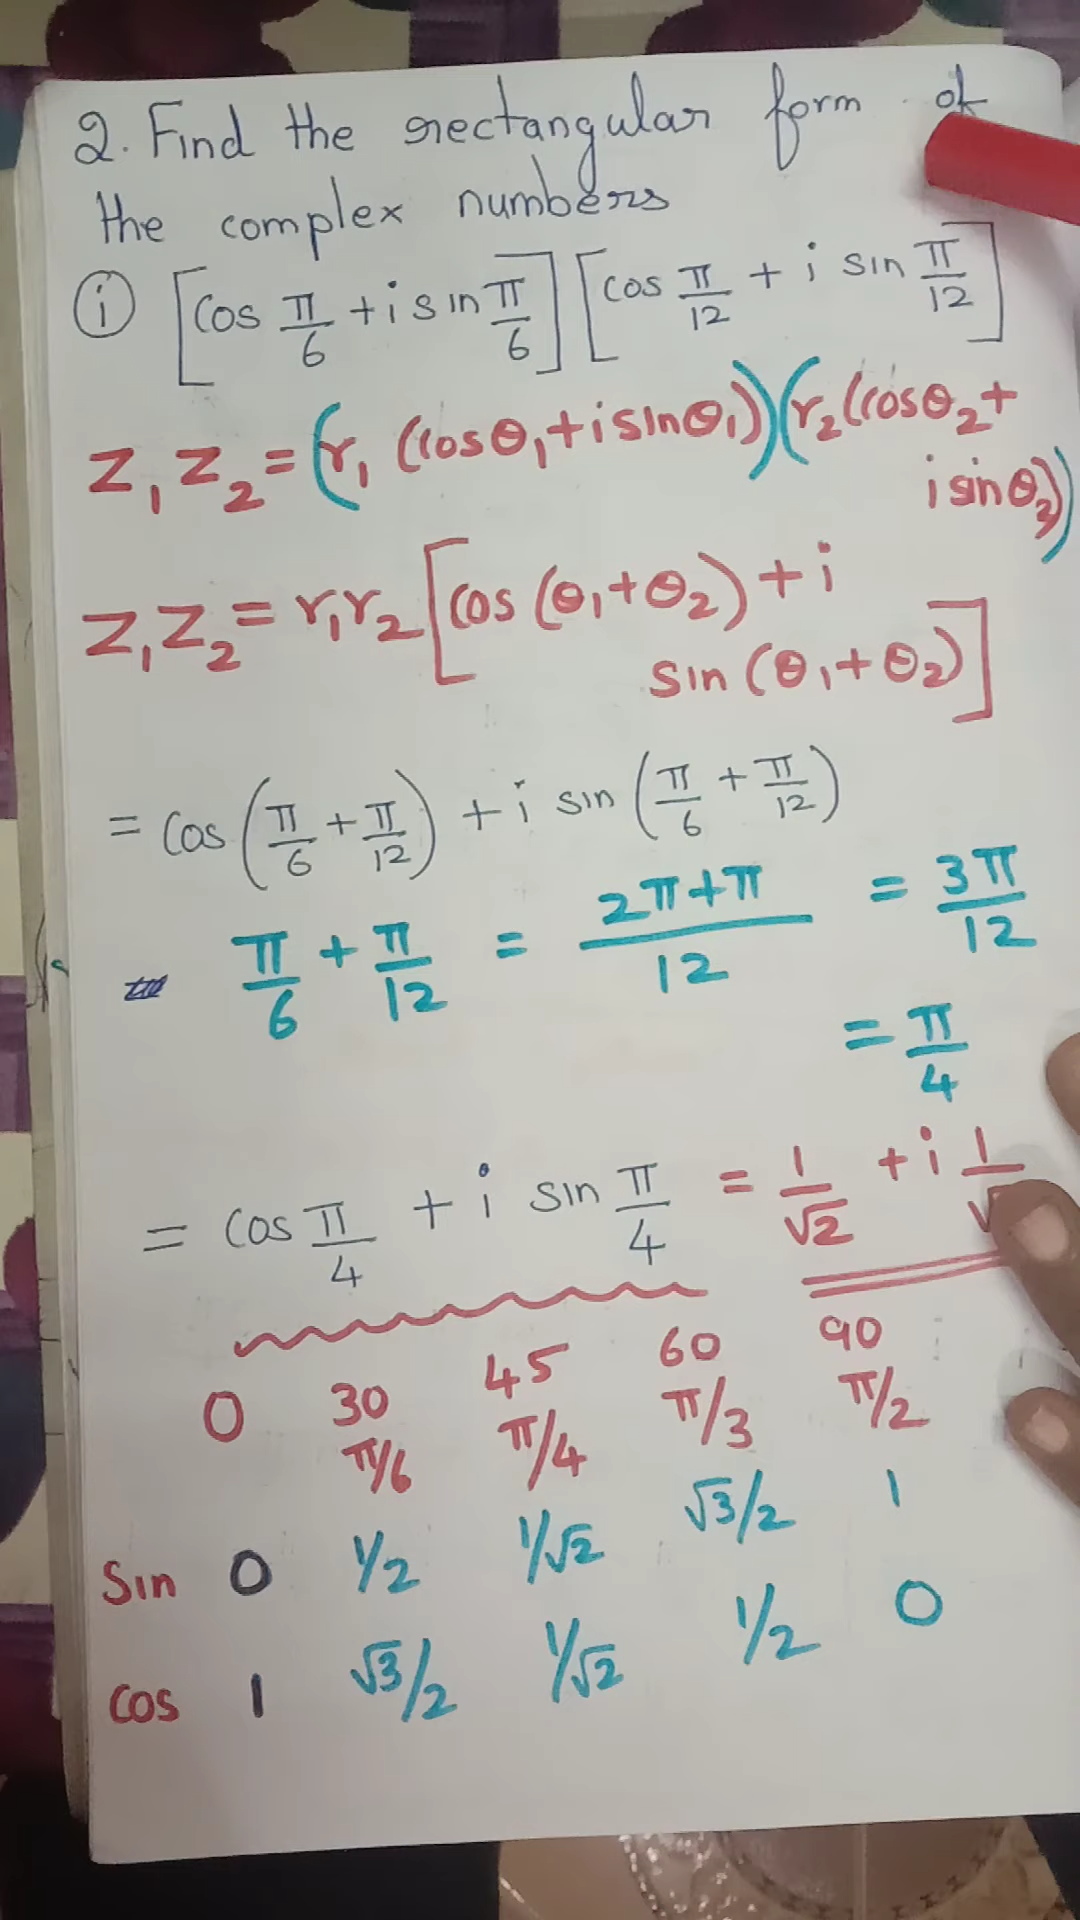 2. Find the rectangular form of
the complex numbers
(i) [cos π/6 + i sin π/6] [cos π/12 + i sin π/12]
Z₁ Z₂ = (r₁ (cosθ₁ + i sinθ₁)) (r₂ (cosθ₂ +
i sinθ₂))
Z₁Z₂ = r₁r₂ [cos (θ₁+θ₂) + i
sin (θ₁+θ₂)]
= cos (π/6 + π/12) + i sin (π/6 + π/12)
π/6 + π/12 = (2π+π)/12 = 3π/12
= π/4
= cos π/4 + i sin π/4 = 1/√2 + i 1/√
0 30 45 60 90
π/6 π/4 π/3 π/2
sin 0 1/2 1/√2 √3/2 1
cos 1 √3/2 1/√2 1/2 0